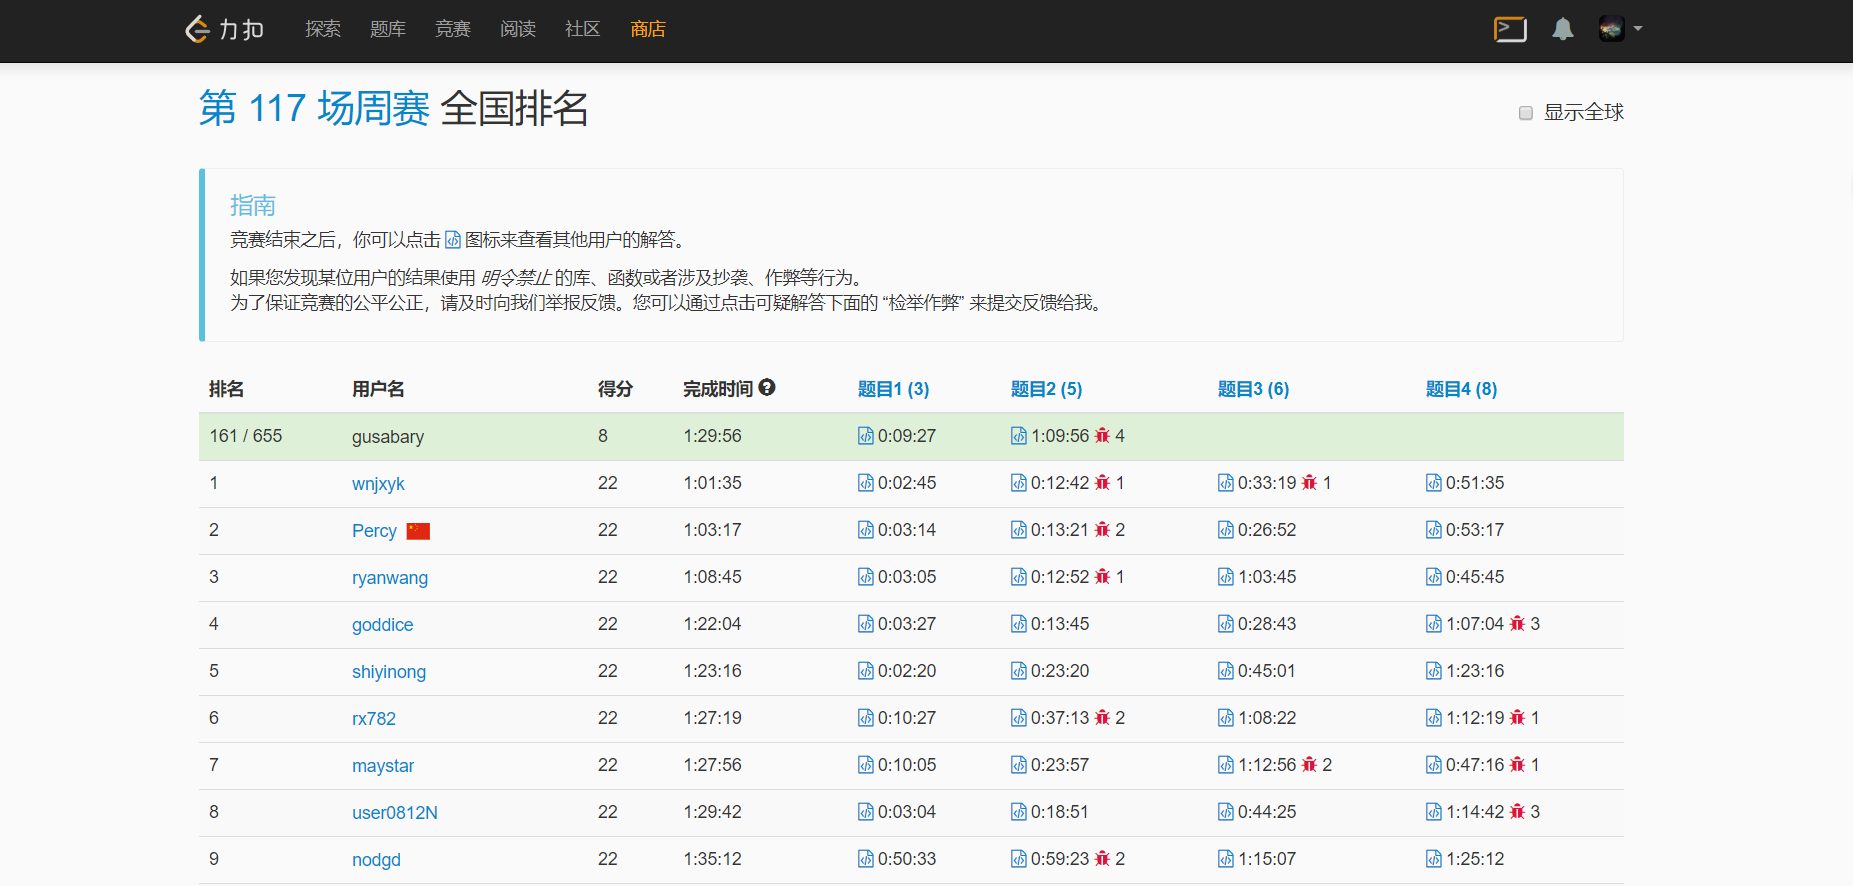 力扣 探索 题库 竞赛 阅读 社区 商店
第 117 场周赛 全国排名 显示全球
指南
竞赛结束之后，你可以点击 图标来查看其他用户的解答。
如果您发现某位用户的结果使用 明令禁止 的库、函数或者涉及抄袭、作弊等行为。
为了保证竞赛的公平公正，请及时向我们举报反馈。您可以通过点击可疑解答下面的 “检举作弊” 来提交反馈给我。
排名 用户名 得分 完成时间 题目1 (3) 题目2 (5) 题目3 (6) 题目4 (8)
161 / 655 gusabary 8 1:29:56 0:09:27 1:09:56 4
1 wnjxyk 22 1:01:35 0:02:45 0:12:42 1 0:33:19 1 0:51:35
2 Percy 22 1:03:17 0:03:14 0:13:21 2 0:26:52 0:53:17
3 ryanwang 22 1:08:45 0:03:05 0:12:52 1 1:03:45 0:45:45
4 goddice 22 1:22:04 0:03:27 0:13:45 0:28:43 1:07:04 3
5 shiyinong 22 1:23:16 0:02:20 0:23:20 0:45:01 1:23:16
6 rx782 22 1:27:19 0:10:27 0:37:13 2 1:08:22 1:12:19 1
7 maystar 22 1:27:56 0:10:05 0:23:57 1:12:56 2 0:47:16 1
8 user0812N 22 1:29:42 0:03:04 0:18:51 0:44:25 1:14:42 3
9 nodgd 22 1:35:12 0:50:33 0:59:23 2 1:15:07 1:25:12